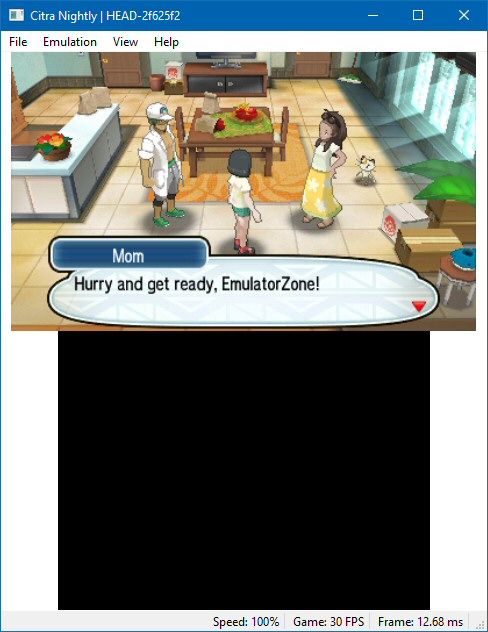 Citra Nightly | HEAD-2f625f2
File Emulation View Help
Mom
Hurry and get ready, EmulatorZone!
Speed: 100% Game: 30 FPS Frame: 12.68 ms